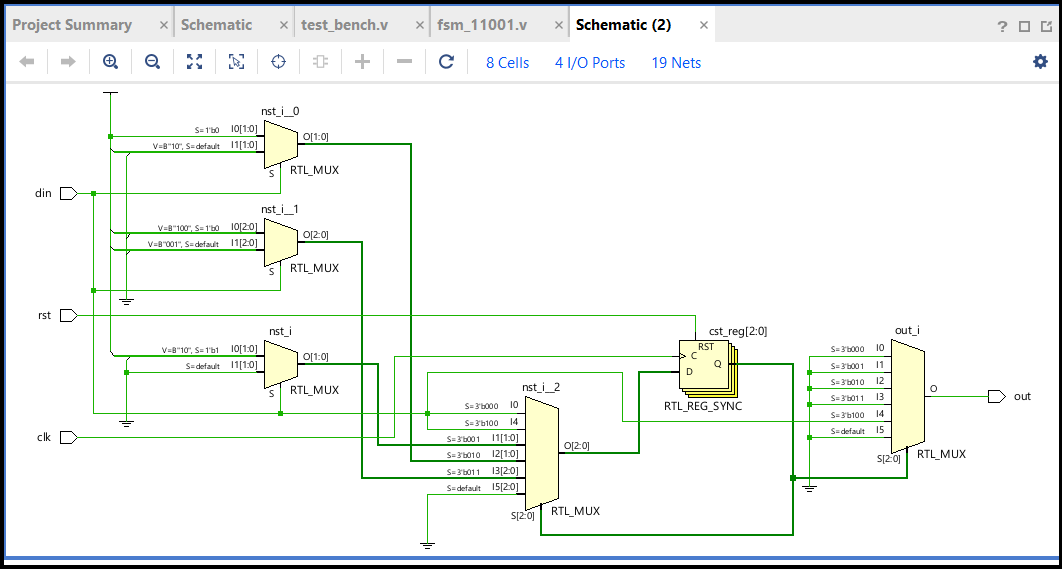 Project Summary × Schematic × test_bench.v × fsm_11001.v × Schematic (2) ×
?
8 Cells 4 I/O Ports 19 Nets
nst_i__0
S=1'b0 I0[1:0]
V=B"10", S=default I1[1:0]
O[1:0]
S
RTL_MUX
din
nst_i__1
V=B"100", S=1'b0 I0[2:0]
V=B"001", S=default I1[2:0]
O[2:0]
S
RTL_MUX
rst
nst_i
V=B"10", S=1'b1 I0[1:0]
S=default I1[1:0]
O[1:0]
S
RTL_MUX
clk
nst_i__2
S=3'b000 I0
S=3'b100 I4
S=3'b001 I1[1:0]
S=3'b010 I2[1:0]
S=3'b011 I3[2:0]
S=default I5[2:0]
O[2:0]
S[2:0]
RTL_MUX
cst_reg[2:0]
RST
C
D
Q
RTL_REG_SYNC
out_i
S=3'b000 I0
S=3'b001 I1
S=3'b010 I2
S=3'b011 I3
S=3'b100 I4
S=default I5
O
S[2:0]
RTL_MUX
out